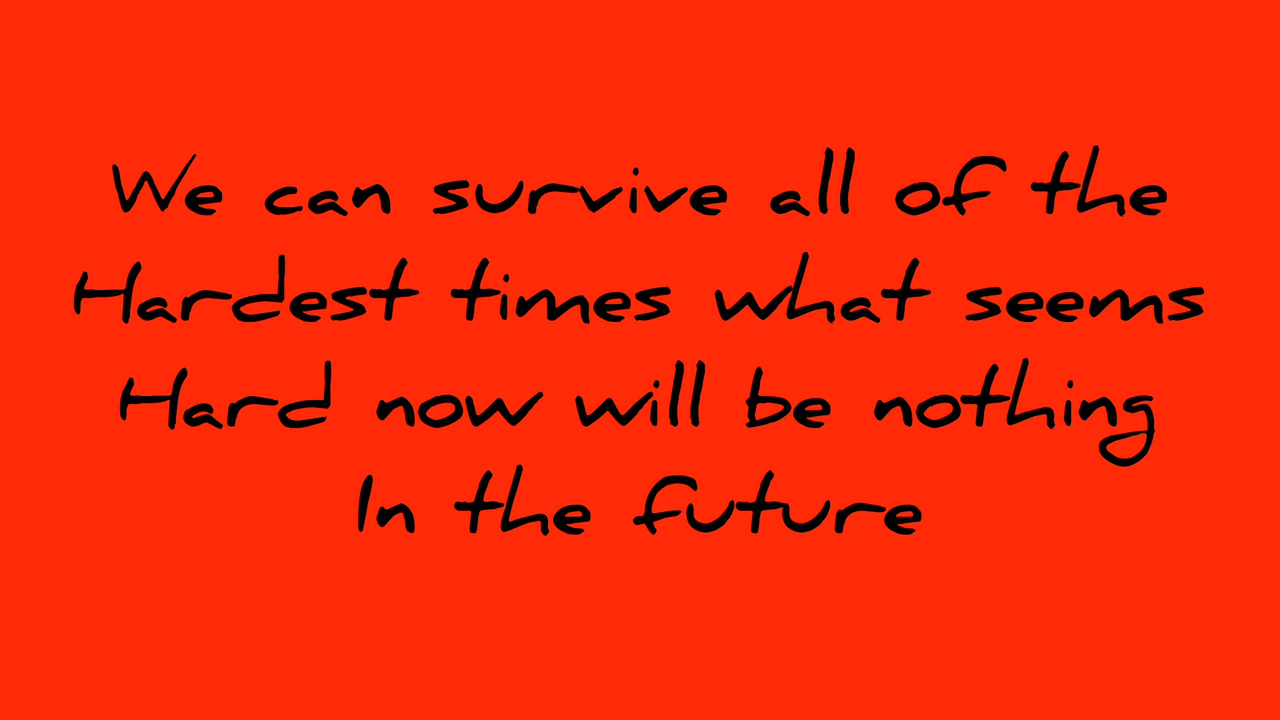 We can survive all of the
Hardest times what seems
Hard now will be nothing
In the future